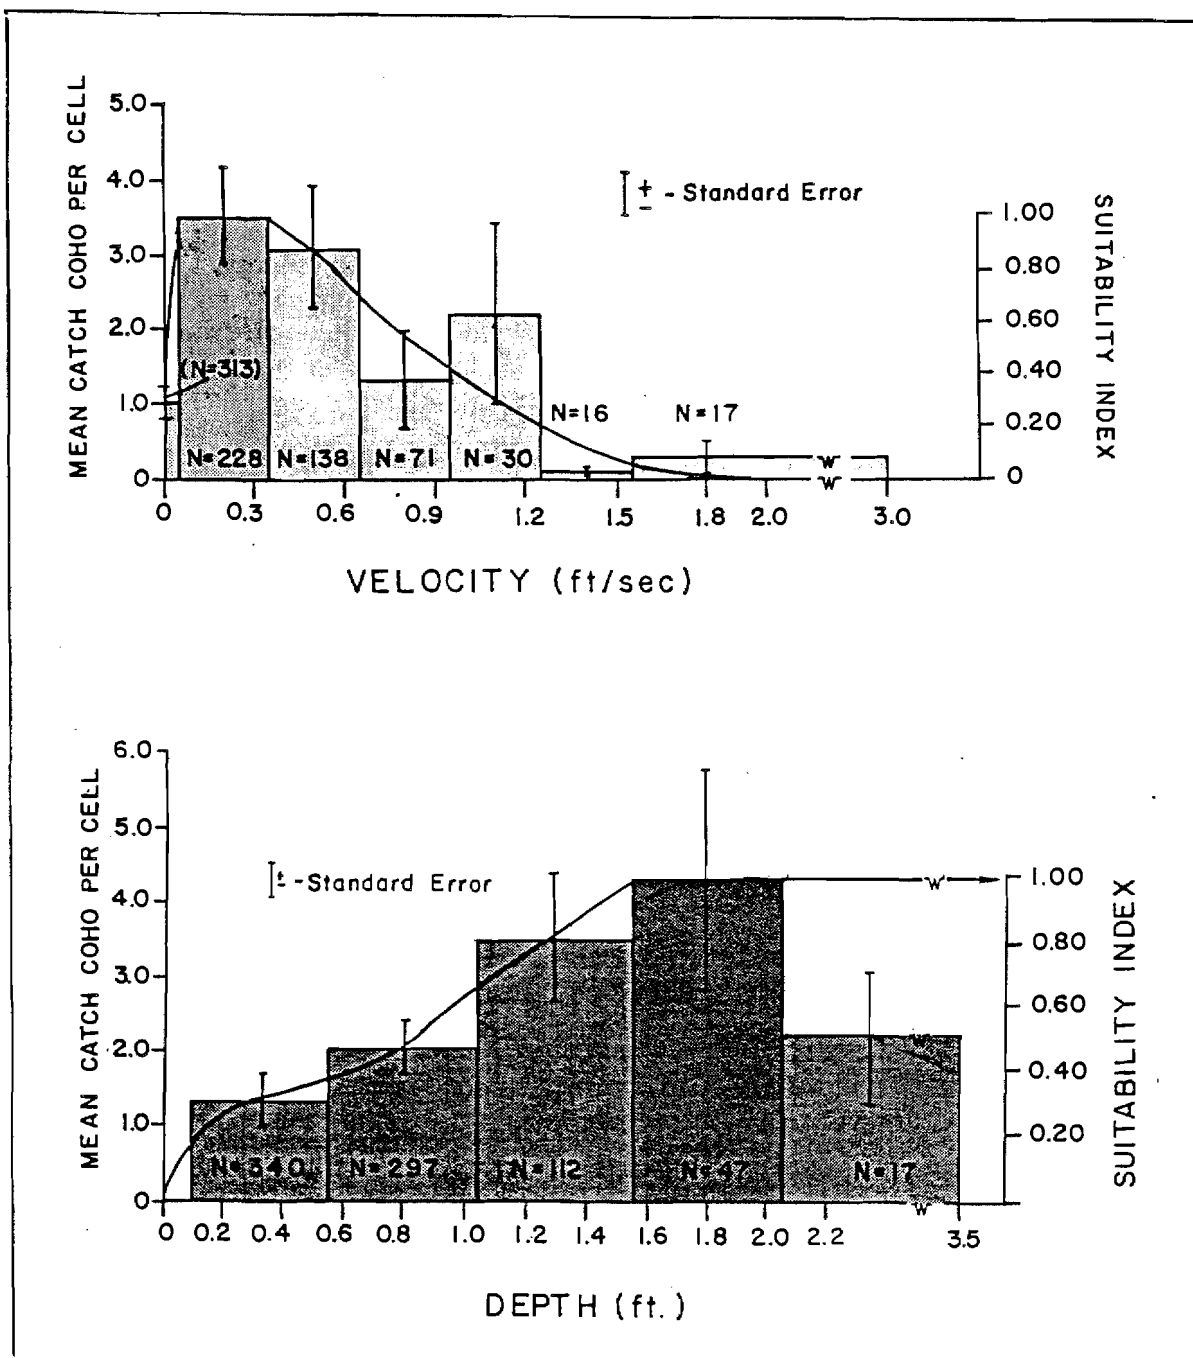 MEAN CATCH COHO PER CELL
5.0
4.0
3.0
2.0
1.0
0
± - Standard Error
SUITABILITY INDEX
1.00
0.80
0.60
0.40
0.20
0
(N=313)
N=228
N=138
N=71
N=30
N=16
N=17
0 0.3 0.6 0.9 1.2 1.5 1.8 2.0 3.0
VELOCITY (ft/sec)
MEAN CATCH COHO PER CELL
6.0
5.0
4.0
3.0
2.0
1.0
0
± - Standard Error
SUITABILITY INDEX
1.00
0.80
0.60
0.40
0.20
N=340
N=297
N=112
N=47
N=17
0 0.2 0.4 0.6 0.8 1.0 1.2 1.4 1.6 1.8 2.0 2.2 3.5
DEPTH (ft.)